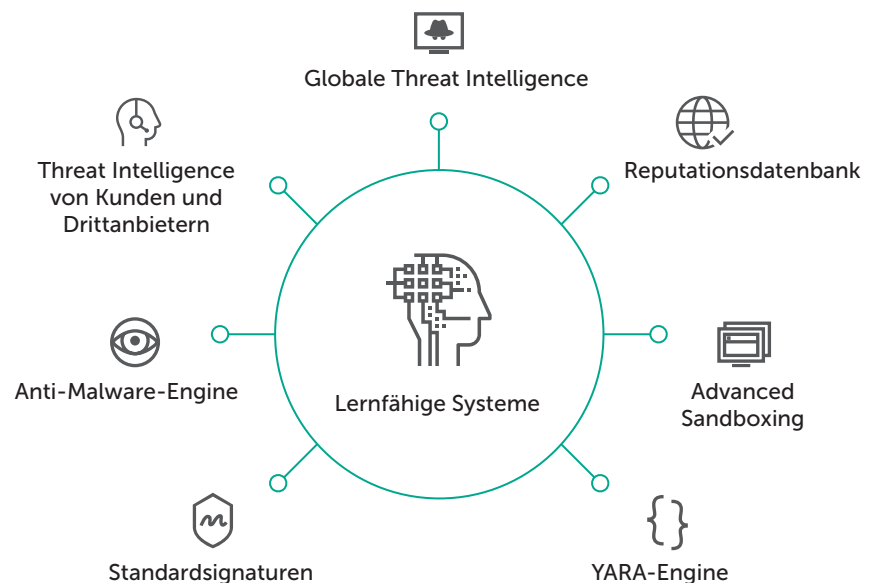 Globale Threat Intelligence
Threat Intelligence
von Kunden und
Drittanbietern
Reputationsdatenbank
Anti-Malware-Engine
Lernfähige Systeme
Advanced
Sandboxing
Standardsignaturen
YARA-Engine